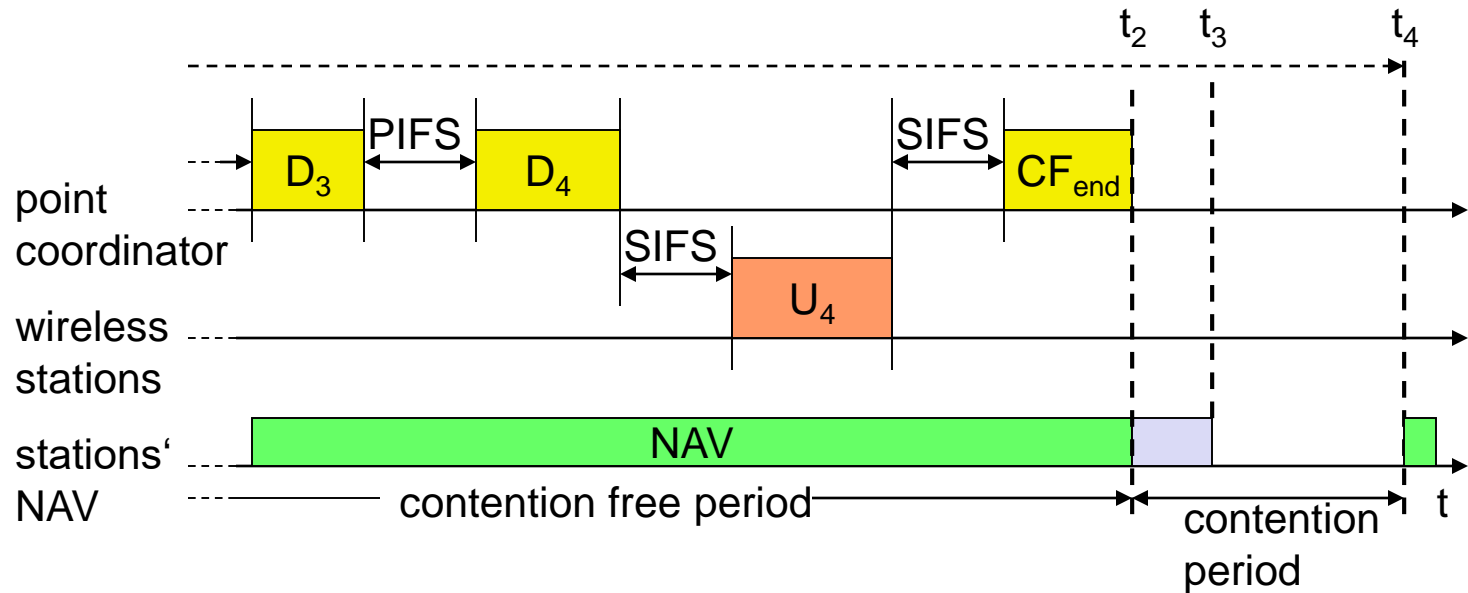 t₂ t₃ t₄
PIFS SIFS
D₃ D₄ CF_end
point
coordinator
SIFS
U₄
wireless
stations
NAV
stations‘
NAV
contention free period
t
contention
period